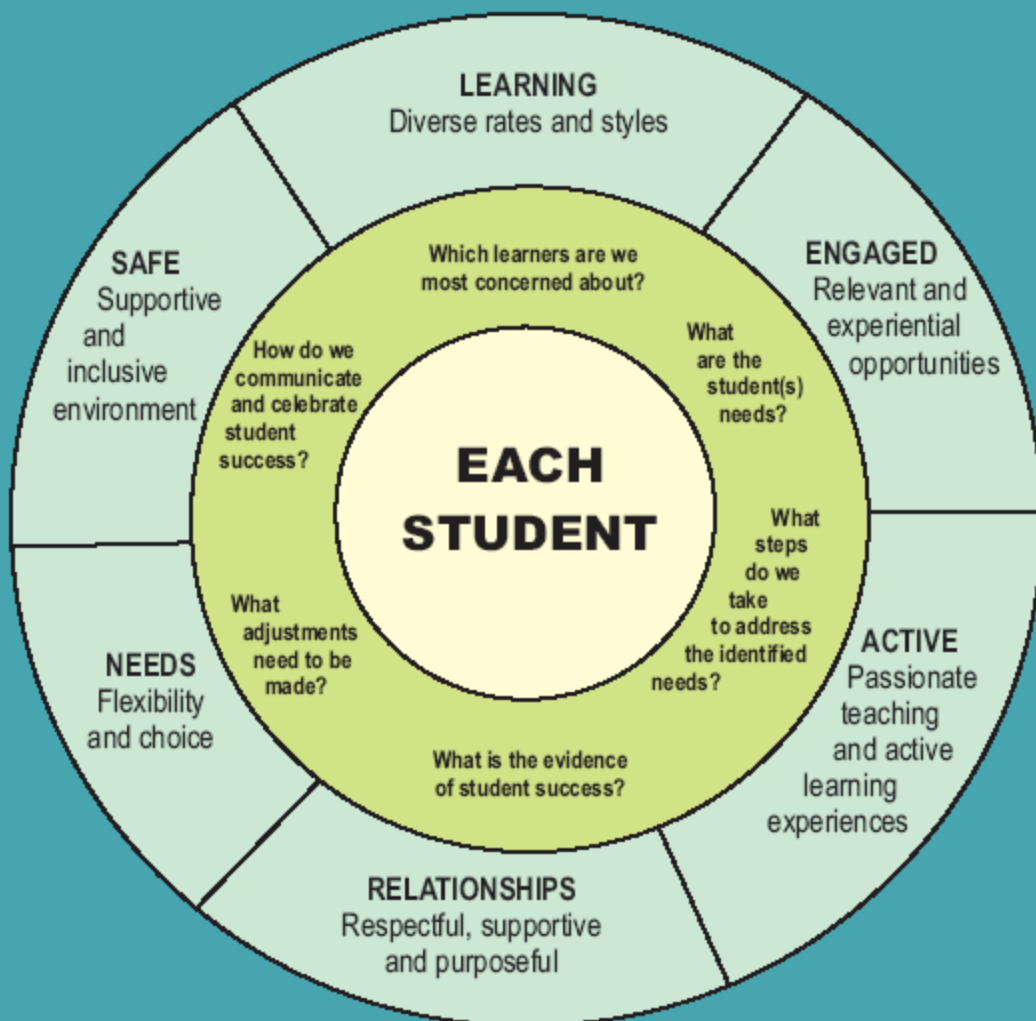 LEARNING
Diverse rates and styles
ENGAGED
Relevant and
experiential
opportunities
ACTIVE
Passionate
teaching
and active
learning
experiences
RELATIONSHIPS
Respectful, supportive
and purposeful
NEEDS
Flexibility
and choice
SAFE
Supportive
and
inclusive
environment
Which learners are we
most concerned about?
What
are the
student(s)
needs?
What
steps
do we
take
to address
the identified
needs?
What is the evidence
of student success?
What
adjustments
need to be
made?
How do we
communicate
and celebrate
student
success?
EACH
STUDENT